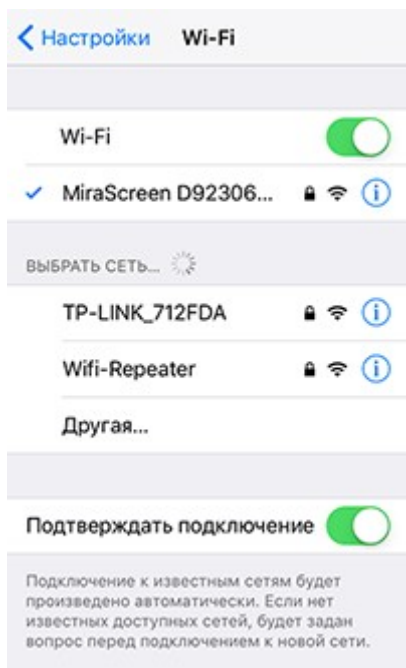 Настройки Wi-Fi
Wi-Fi
MiraScreen D92306...
ВЫБРАТЬ СЕТЬ...
TP-LINK_712FDA
Wifi-Repeater
Другая...
Подтверждать подключение
Подключение к известным сетям будет
произведено автоматически. Если нет
известных доступных сетей, будет задан
вопрос перед подключением к новой сети.